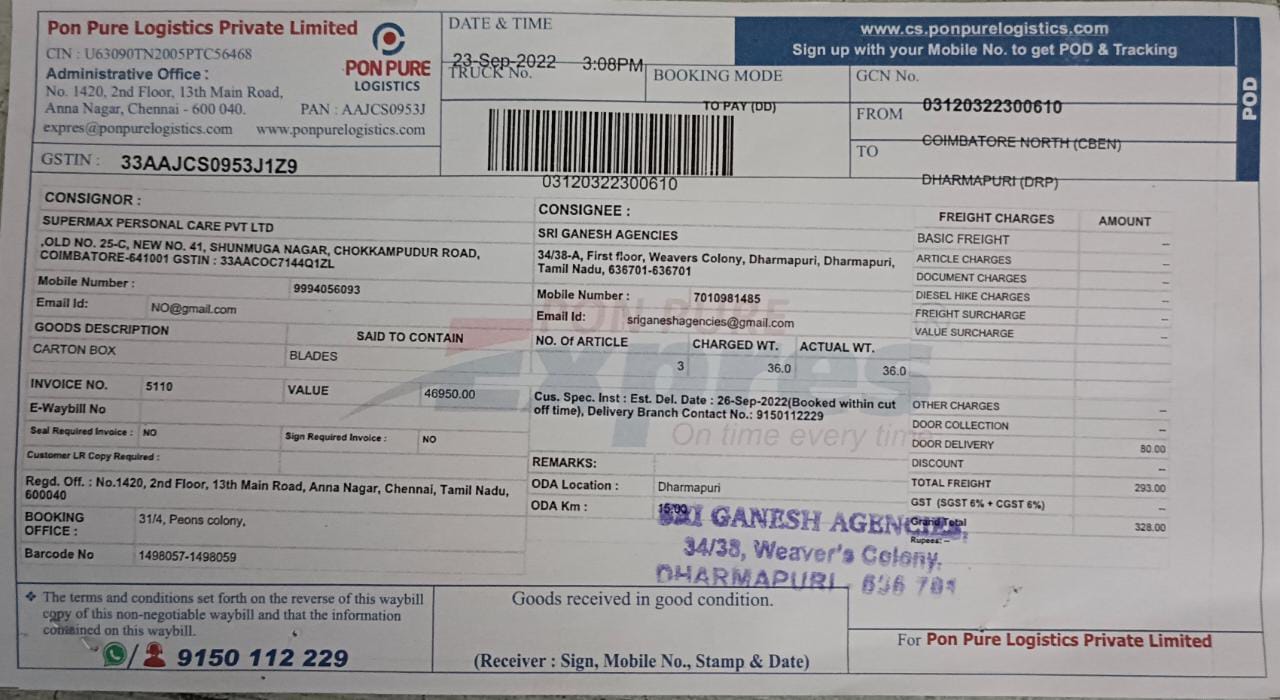 Pon Pure Logistics Private Limited
CIN : U63090TN2005PTC56468
Administrative Office :
No. 1420, 2nd Floor, 13th Main Road,
Anna Nagar, Chennai - 600 040. PAN : AAJCS0953J
expres@ponpurelogistics.com www.ponpurelogistics.com
PON PURE
LOGISTICS
GSTIN : 33AAJCS0953J1Z9
DATE & TIME
23-Sep-2022 3:08PM
TRUCK No.
BOOKING MODE
TO PAY (DD)
03120322300610
www.cs.ponpurelogistics.com
Sign up with your Mobile No. to get POD & Tracking
GCN No.
03120322300610
FROM
COIMBATORE NORTH (CBEN)
TO
DHARMAPURI (DRP)
POD
CONSIGNOR :
SUPERMAX PERSONAL CARE PVT LTD
,OLD NO. 25-C, NEW NO. 41, SHUNMUGA NAGAR, CHOKKAMPUDUR ROAD,
COIMBATORE-641001 GSTIN : 33AACOC7144Q1ZL
Mobile Number : 9994056093
Email Id: NO@gmail.com
GOODS DESCRIPTION SAID TO CONTAIN
CARTON BOX BLADES
INVOICE NO. 5110 VALUE 46950.00
E-Waybill No
Seal Required Invoice : NO Sign Required Invoice : NO
Customer LR Copy Required :
Regd. Off. : No.1420, 2nd Floor, 13th Main Road, Anna Nagar, Chennai, Tamil Nadu,
600040
BOOKING
OFFICE : 31/4, Peons colony,
Barcode No 1498057-1498059
CONSIGNEE :
SRI GANESH AGENCIES
34/38-A, First floor, Weavers Colony, Dharmapuri, Dharmapuri,
Tamil Nadu, 636701-636701
Mobile Number : 7010981485
Email Id: sriganeshagencies@gmail.com
NO. Of ARTICLE CHARGED WT. ACTUAL WT.
3 36.0 36.0
Cus. Spec. Inst : Est. Del. Date : 26-Sep-2022(Booked within cut
off time), Delivery Branch Contact No.: 9150112229
PON PURE
Expres
On time every time
REMARKS:
ODA Location : Dharmapuri
ODA Km : 15.00
SRI GANESH AGENCIES,
34/38, Weaver's Colony,
DHARMAPURI - 636 701
FREIGHT CHARGES AMOUNT
BASIC FREIGHT --
ARTICLE CHARGES --
DOCUMENT CHARGES --
DIESEL HIKE CHARGES --
FREIGHT SURCHARGE --
VALUE SURCHARGE --
OTHER CHARGES --
DOOR COLLECTION --
DOOR DELIVERY 80.00
DISCOUNT --
TOTAL FREIGHT 293.00
GST (SGST 6% + CGST 6%)
Grand Total 328.00
Rupees: --
❖ The terms and conditions set forth on the reverse of this waybill
copy of this non-negotiable waybill and that the information
contained on this waybill.
/ 9150 112 229
Goods received in good condition.
(Receiver : Sign, Mobile No., Stamp & Date)
For Pon Pure Logistics Private Limited